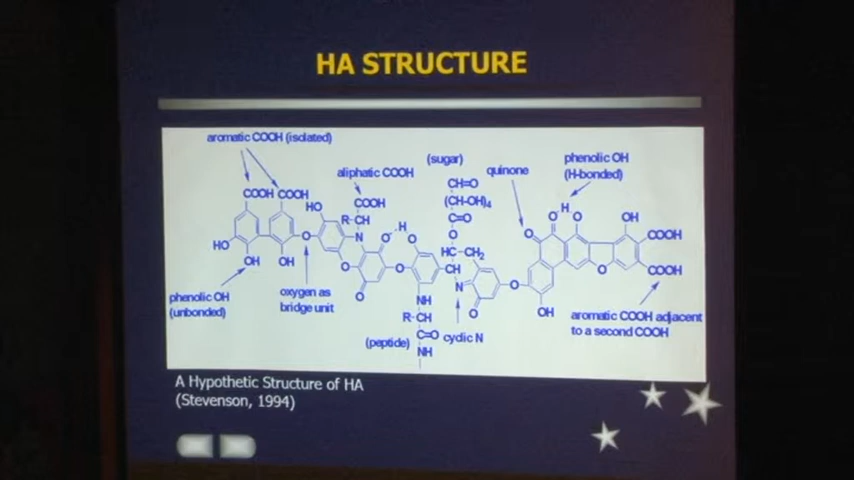 HA STRUCTURE
aromatic COOH (isolated)
(sugar)
phenolic OH
(H-bonded)
aliphatic COOH
quinone
CH=O
COOH COOH
COOH
(CH-OH)4
HO
R-CH
C=O
H
O
O
OH
HO
N
O
H
O
O
HC-CH2
O
COOH
OH
OH
O
O
O
CH
N
O
O
COOH
phenolic OH
(unbonded)
oxygen as
bridge unit
O
NH
R-CH
O
OH
aromatic COOH adjacent
to a second COOH
(peptide)
C=O
cyclic N
NH
A Hypothetic Structure of HA
(Stevenson, 1994)